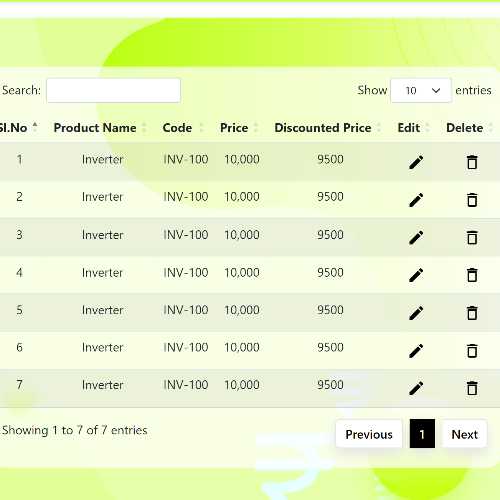 Search: Show 10 entries
Sl.No Product Name Code Price Discounted Price Edit Delete
1 Inverter INV-100 10,000 9500
2 Inverter INV-100 10,000 9500
3 Inverter INV-100 10,000 9500
4 Inverter INV-100 10,000 9500
5 Inverter INV-100 10,000 9500
6 Inverter INV-100 10,000 9500
7 Inverter INV-100 10,000 9500
Showing 1 to 7 of 7 entries Previous 1 Next